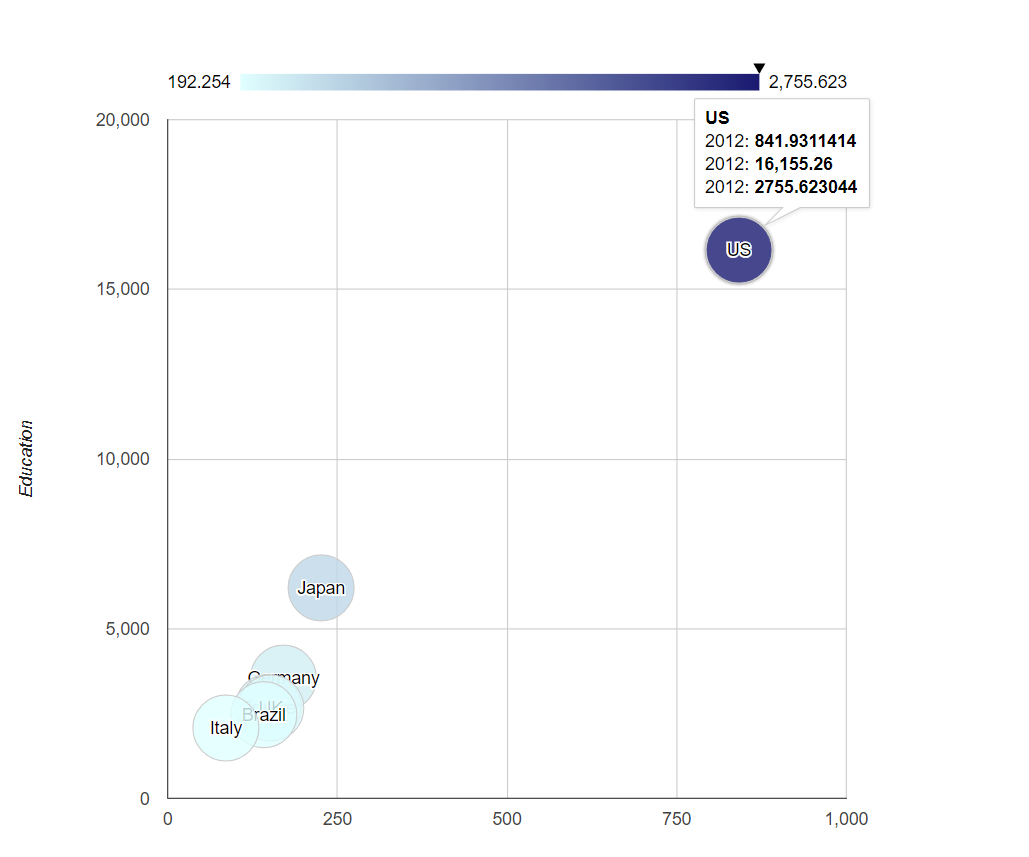 192.254
2,755.623
US
2012: 841.9311414
2012: 16,155.26
2012: 2755.623044
20,000
15,000
10,000
5,000
0
Education
US
Japan
Germany
UK
Brazil
Italy
0
250
500
750
1,000